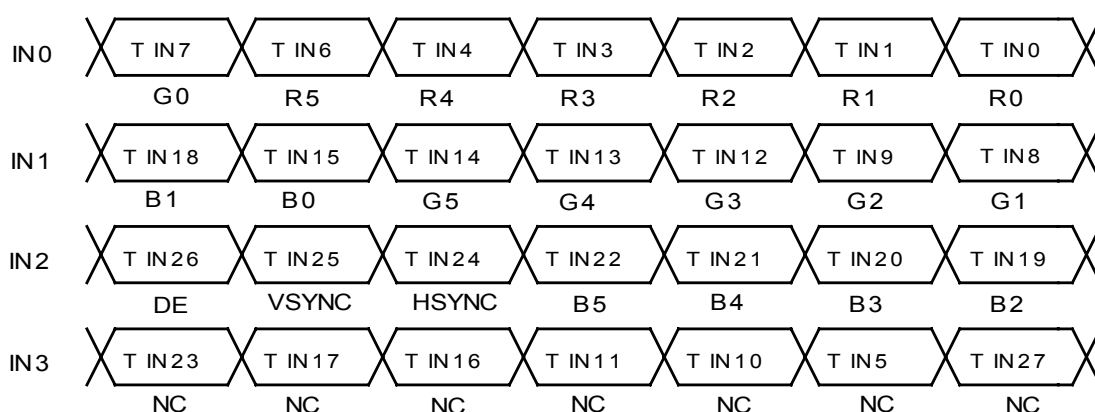 IN0 T IN7 T IN6 T IN4 T IN3 T IN2 T IN1 T IN0
G0 R5 R4 R3 R2 R1 R0
IN1 T IN18 T IN15 T IN14 T IN13 T IN12 T IN9 T IN8
B1 B0 G5 G4 G3 G2 G1
IN2 T IN26 T IN25 T IN24 T IN22 T IN21 T IN20 T IN19
DE VSYNC HSYNC B5 B4 B3 B2
IN3 T IN23 T IN17 T IN16 T IN11 T IN10 T IN5 T IN27
NC NC NC NC NC NC NC